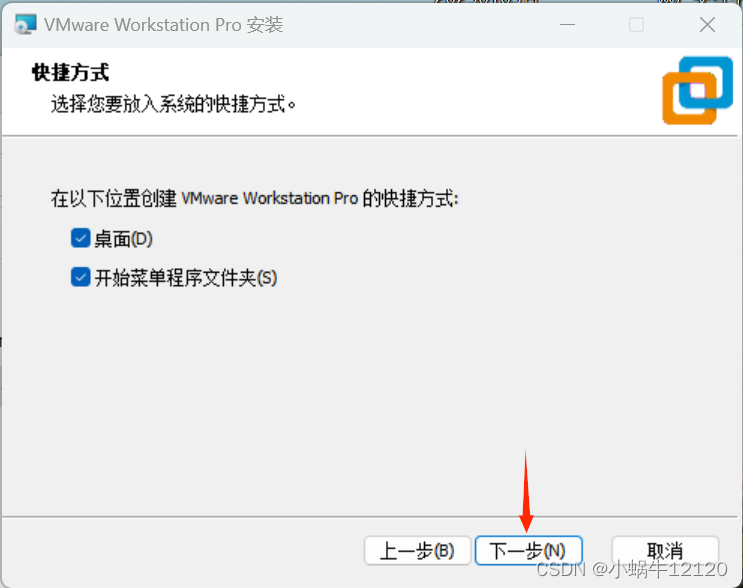 VMware Workstation Pro 安装
快捷方式
选择您要放入系统的快捷方式。
在以下位置创建 VMware Workstation Pro 的快捷方式:
桌面(D)
开始菜单程序文件夹(S)
上一步(B) 下一步(N) 取消
CSDN @小蜗牛12120